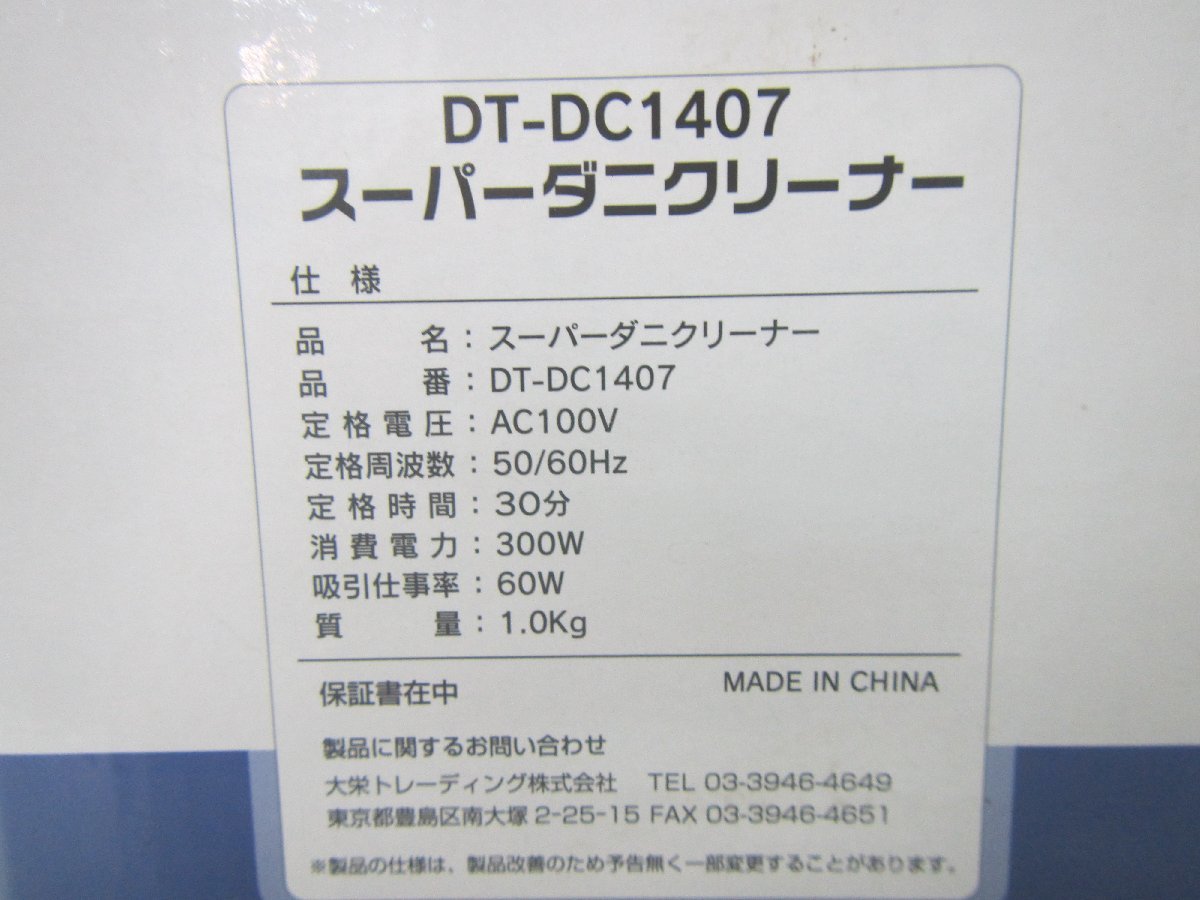 DT-DC1407
スーパーダニクリーナー
仕 様
品 名：スーパーダニクリーナー
品 番：DT-DC1407
定格電圧：AC100V
定格周波数：50/60Hz
定格時間：30分
消費電力：300W
吸引仕事率：60W
質 量：1.0Kg
保証書在中 MADE IN CHINA
製品に関するお問い合わせ
大栄トレーディング株式会社 TEL 03-3946-4649
東京都豊島区南大塚2-25-15 FAX 03-3946-4651
※製品の仕様は、製品改善のため予告無く一部変更することがあります。